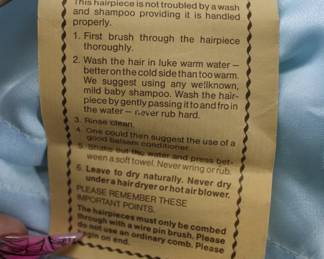 This hairpiece is not troubled by a wash
and shampoo providing it is handled
properly.
1. First brush through the hairpiece
thoroughly.
2. Wash the hair in luke warm water—
better on the cold side than too warm.
We suggest using any wellknown,
mild baby shampoo. Wash the hair-
piece by gently passing it to and fro in
the water — never rub hard.
3. Rinse clean.
4. One could then suggest the use of a
good balsam conditioner.
5. Shake out the water and press bet-
ween a soft towel. Never wring or rub.
6. Leave to dry naturally. Never dry
under a hair dryer or hot air blower.
PLEASE REMEMBER THESE
IMPORTANT POINTS.
The hairpieces must only be combed
through with a wire pin brush. Please
do not use an ordinary comb. Please
on end.